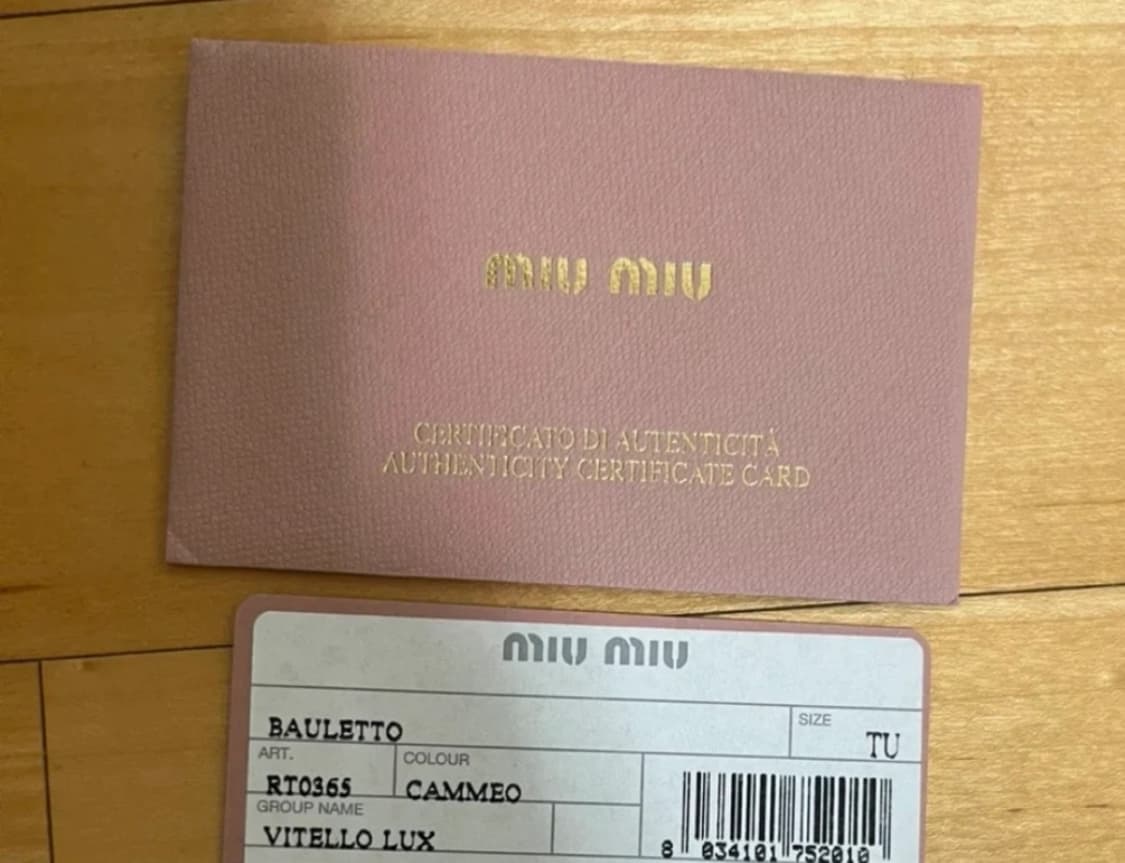 MIU MIU
CERTIFICATO DI AUTENTICITÀ
AUTHENTICITY CERTIFICATE CARD
MIU MIU
BAULETTO
SIZE
TU
ART.
COLOUR
RT0365
CAMMEO
GROUP NAME
VITELLO LUX
8 034101 752010